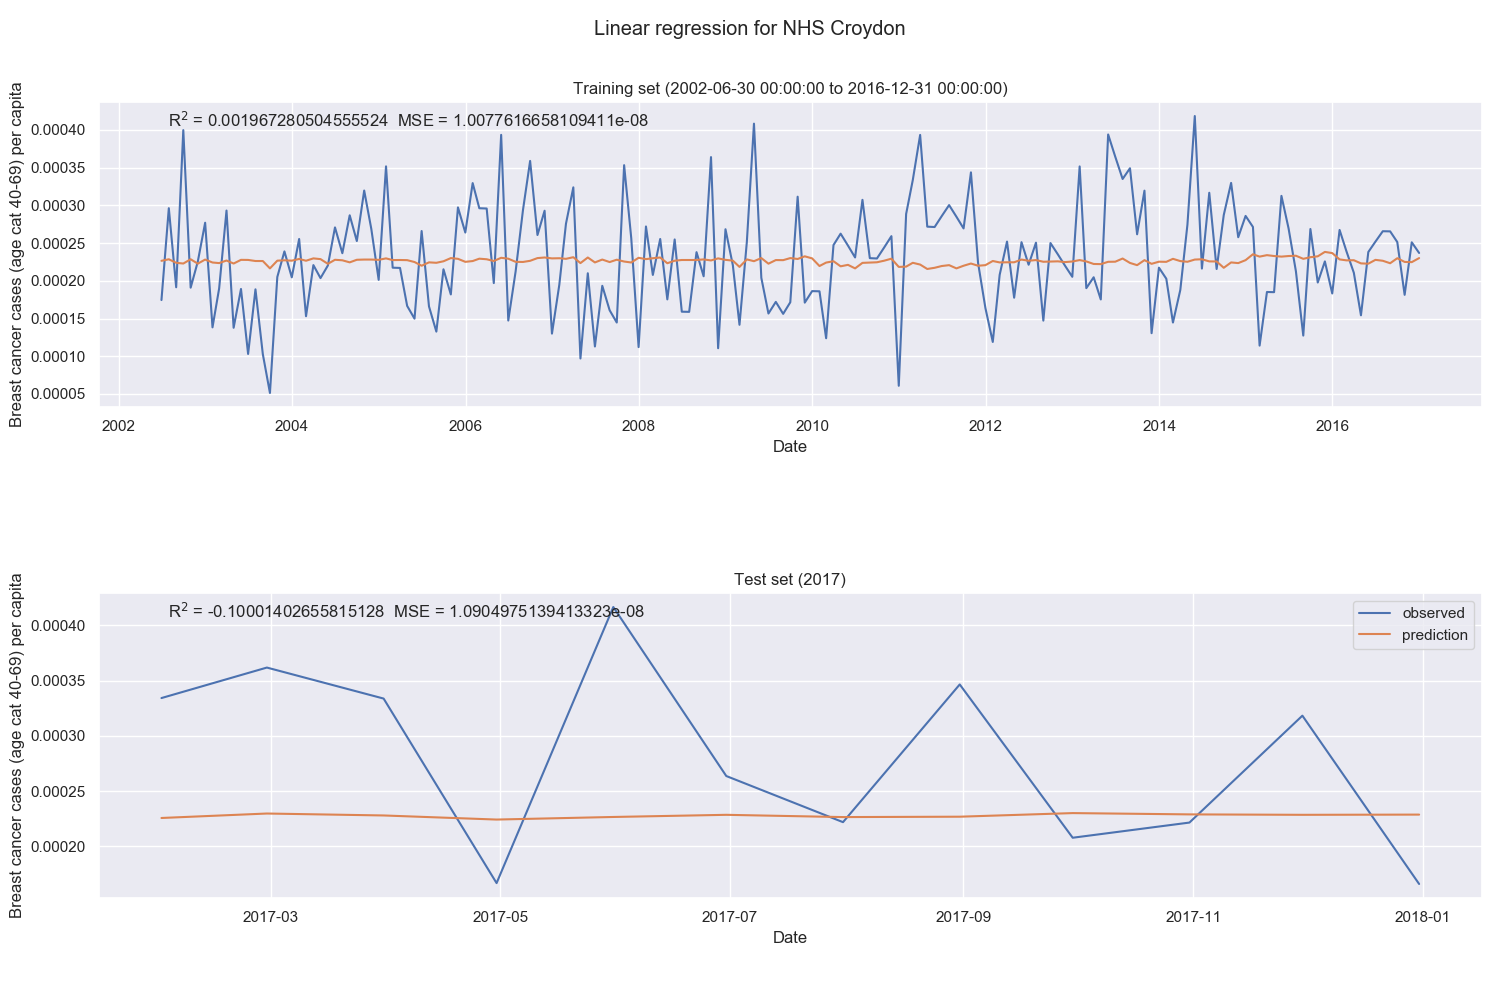 Linear regression for NHS Croydon
Training set (2002-06-30 00:00:00 to 2016-12-31 00:00:00)
R² = 0.001967280504555524 MSE = 1.0077616658109411e-08
Breast cancer cases (age cat 40-69) per capita
0.00040
0.00035
0.00030
0.00025
0.00020
0.00015
0.00010
0.00005
2002 2004 2006 2008 2010 2012 2014 2016
Date
Test set (2017)
R² = -0.10001402655815128 MSE = 1.0904975139413323e-08
observed
prediction
Breast cancer cases (age cat 40-69) per capita
0.00040
0.00035
0.00030
0.00025
0.00020
2017-03 2017-05 2017-07 2017-09 2017-11 2018-01
Date